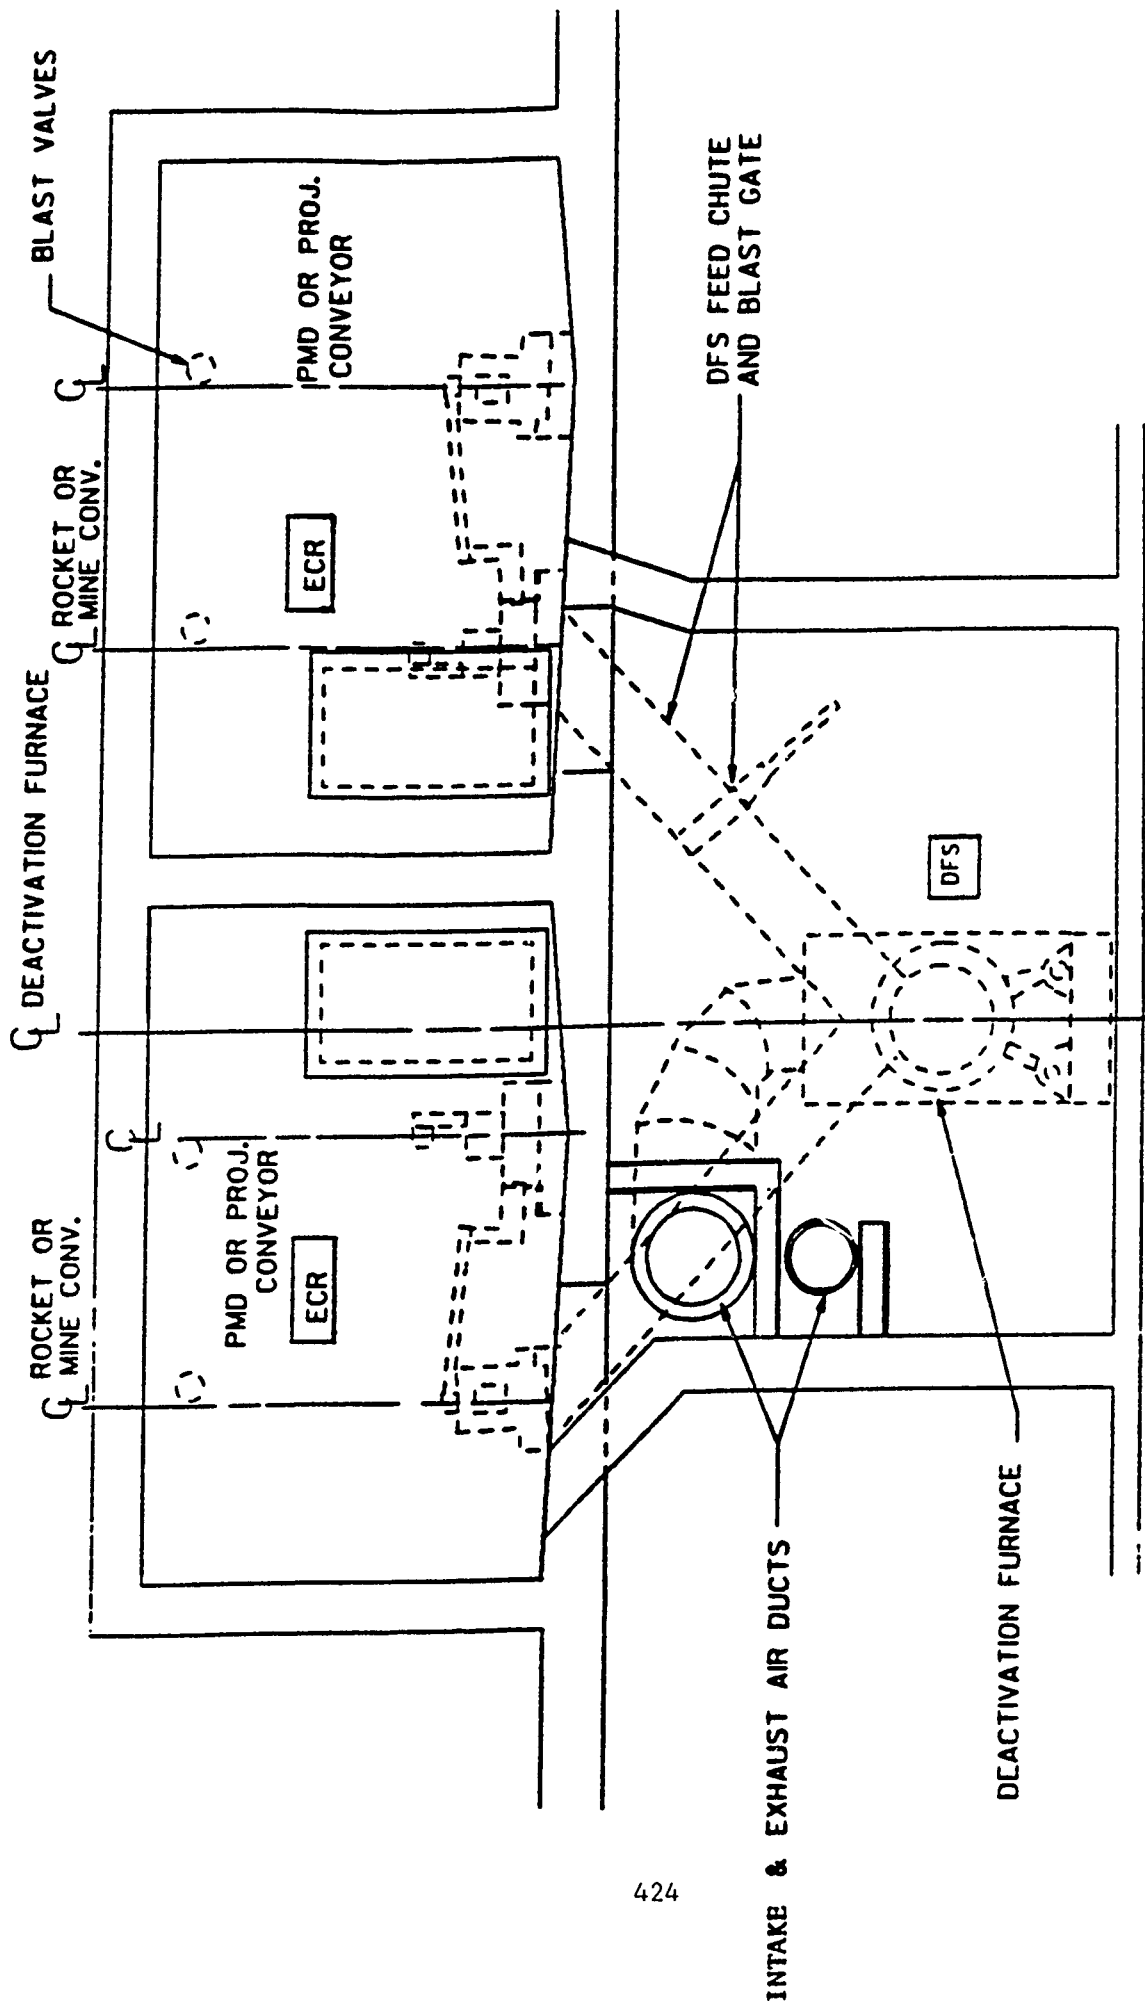 ℄ DEACTIVATION FURNACE
BLAST VALVES
℄ ROCKET OR
MINE CONV.
℄
℄ ROCKET OR
MINE CONV.
℄
PMD OR PROJ.
CONVEYOR
ECR
PMD OR PROJ.
CONVEYOR
ECR
DFS FEED CHUTE
AND BLAST GATE
DFS
INTAKE & EXHAUST AIR DUCTS
DEACTIVATION FURNACE
424